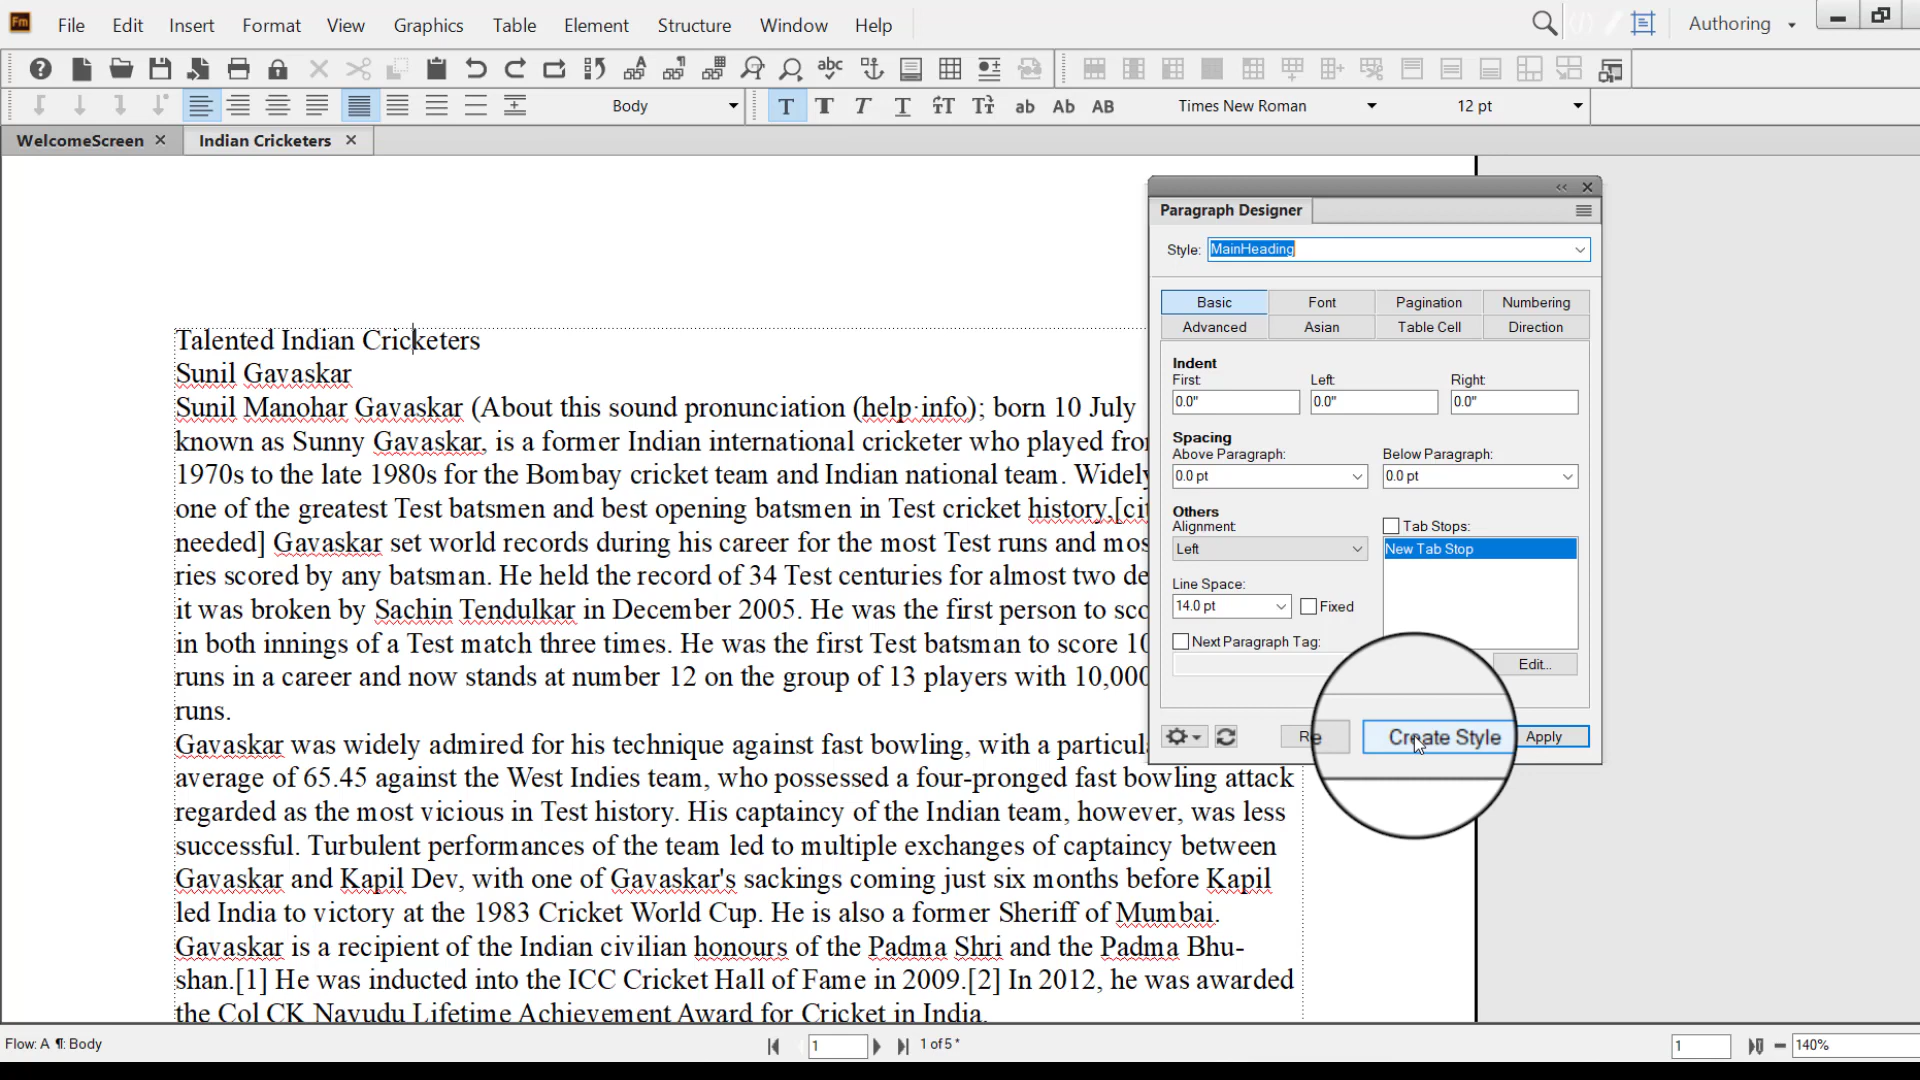 Fm File Edit Insert Format View Graphics Table Element Structure Window Help Authoring
abc
Body T T T T ab Ab AB Times New Roman 12 pt
WelcomeScreen Indian Cricketers
Paragraph Designer
Style: MainHeading
Basic Font Pagination Numbering
Advanced Asian Table Cell Direction
Indent
First: Left: Right:
0.0" 0.0" 0.0"
Spacing
Above Paragraph: Below Paragraph:
0.0 pt 0.0 pt
Others
Alignment: Tab Stops:
Left New Tab Stop
Line Space:
14.0 pt Fixed
Next Paragraph Tag:
Edit...
Re Create Style Apply
Talented Indian Cricketers
Sunil Gavaskar
Sunil Manohar Gavaskar (About this sound pronunciation (help·info); born 10 July
known as Sunny Gavaskar, is a former Indian international cricketer who played fro
1970s to the late 1980s for the Bombay cricket team and Indian national team. Widely
one of the greatest Test batsmen and best opening batsmen in Test cricket history.[cit
needed] Gavaskar set world records during his career for the most Test runs and mos
ries scored by any batsman. He held the record of 34 Test centuries for almost two de
it was broken by Sachin Tendulkar in December 2005. He was the first person to sco
in both innings of a Test match three times. He was the first Test batsman to score 10
runs in a career and now stands at number 12 on the group of 13 players with 10,000
runs.
Gavaskar was widely admired for his technique against fast bowling, with a particul
average of 65.45 against the West Indies team, who possessed a four-pronged fast bowling attack
regarded as the most vicious in Test history. His captaincy of the Indian team, however, was less
successful. Turbulent performances of the team led to multiple exchanges of captaincy between
Gavaskar and Kapil Dev, with one of Gavaskar's sackings coming just six months before Kapil
led India to victory at the 1983 Cricket World Cup. He is also a former Sheriff of Mumbai.
Gavaskar is a recipient of the Indian civilian honours of the Padma Shri and the Padma Bhu-
shan.[1] He was inducted into the ICC Cricket Hall of Fame in 2009.[2] In 2012, he was awarded
the Col CK Nayudu Lifetime Achievement Award for Cricket in India.
Flow: A ¶: Body 1 1 of 5 * 1 140%